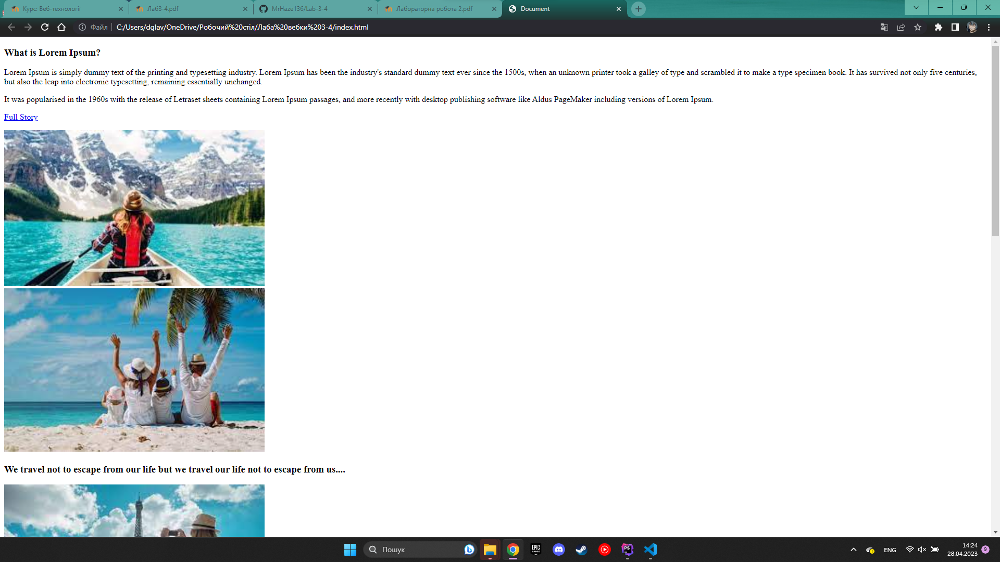 Курс: Веб-технології
Ла63-4.pdf
MrHaze136/Lab-3-4
Лабораторна робота 2.pdf
Document
Файл
C:/Users/dglav/OneDrive/Робочий%20стіл/Лаба%20вебки%203-4/index.html
What is Lorem Ipsum?
Lorem Ipsum is simply dummy text of the printing and typesetting industry. Lorem Ipsum has been the industry's standard dummy text ever since the 1500s, when an unknown printer took a galley of type and scrambled it to make a type specimen book. It has survived not only five centuries,
but also the leap into electronic typesetting, remaining essentially unchanged.
It was popularised in the 1960s with the release of Letraset sheets containing Lorem Ipsum passages, and more recently with desktop publishing software like Aldus PageMaker including versions of Lorem Ipsum.
Full Story
We travel not to escape from our life but we travel our life not to escape from us....
Пошук
EPIC
GAMES
PS
ENG
14:24
28.04.2023
9